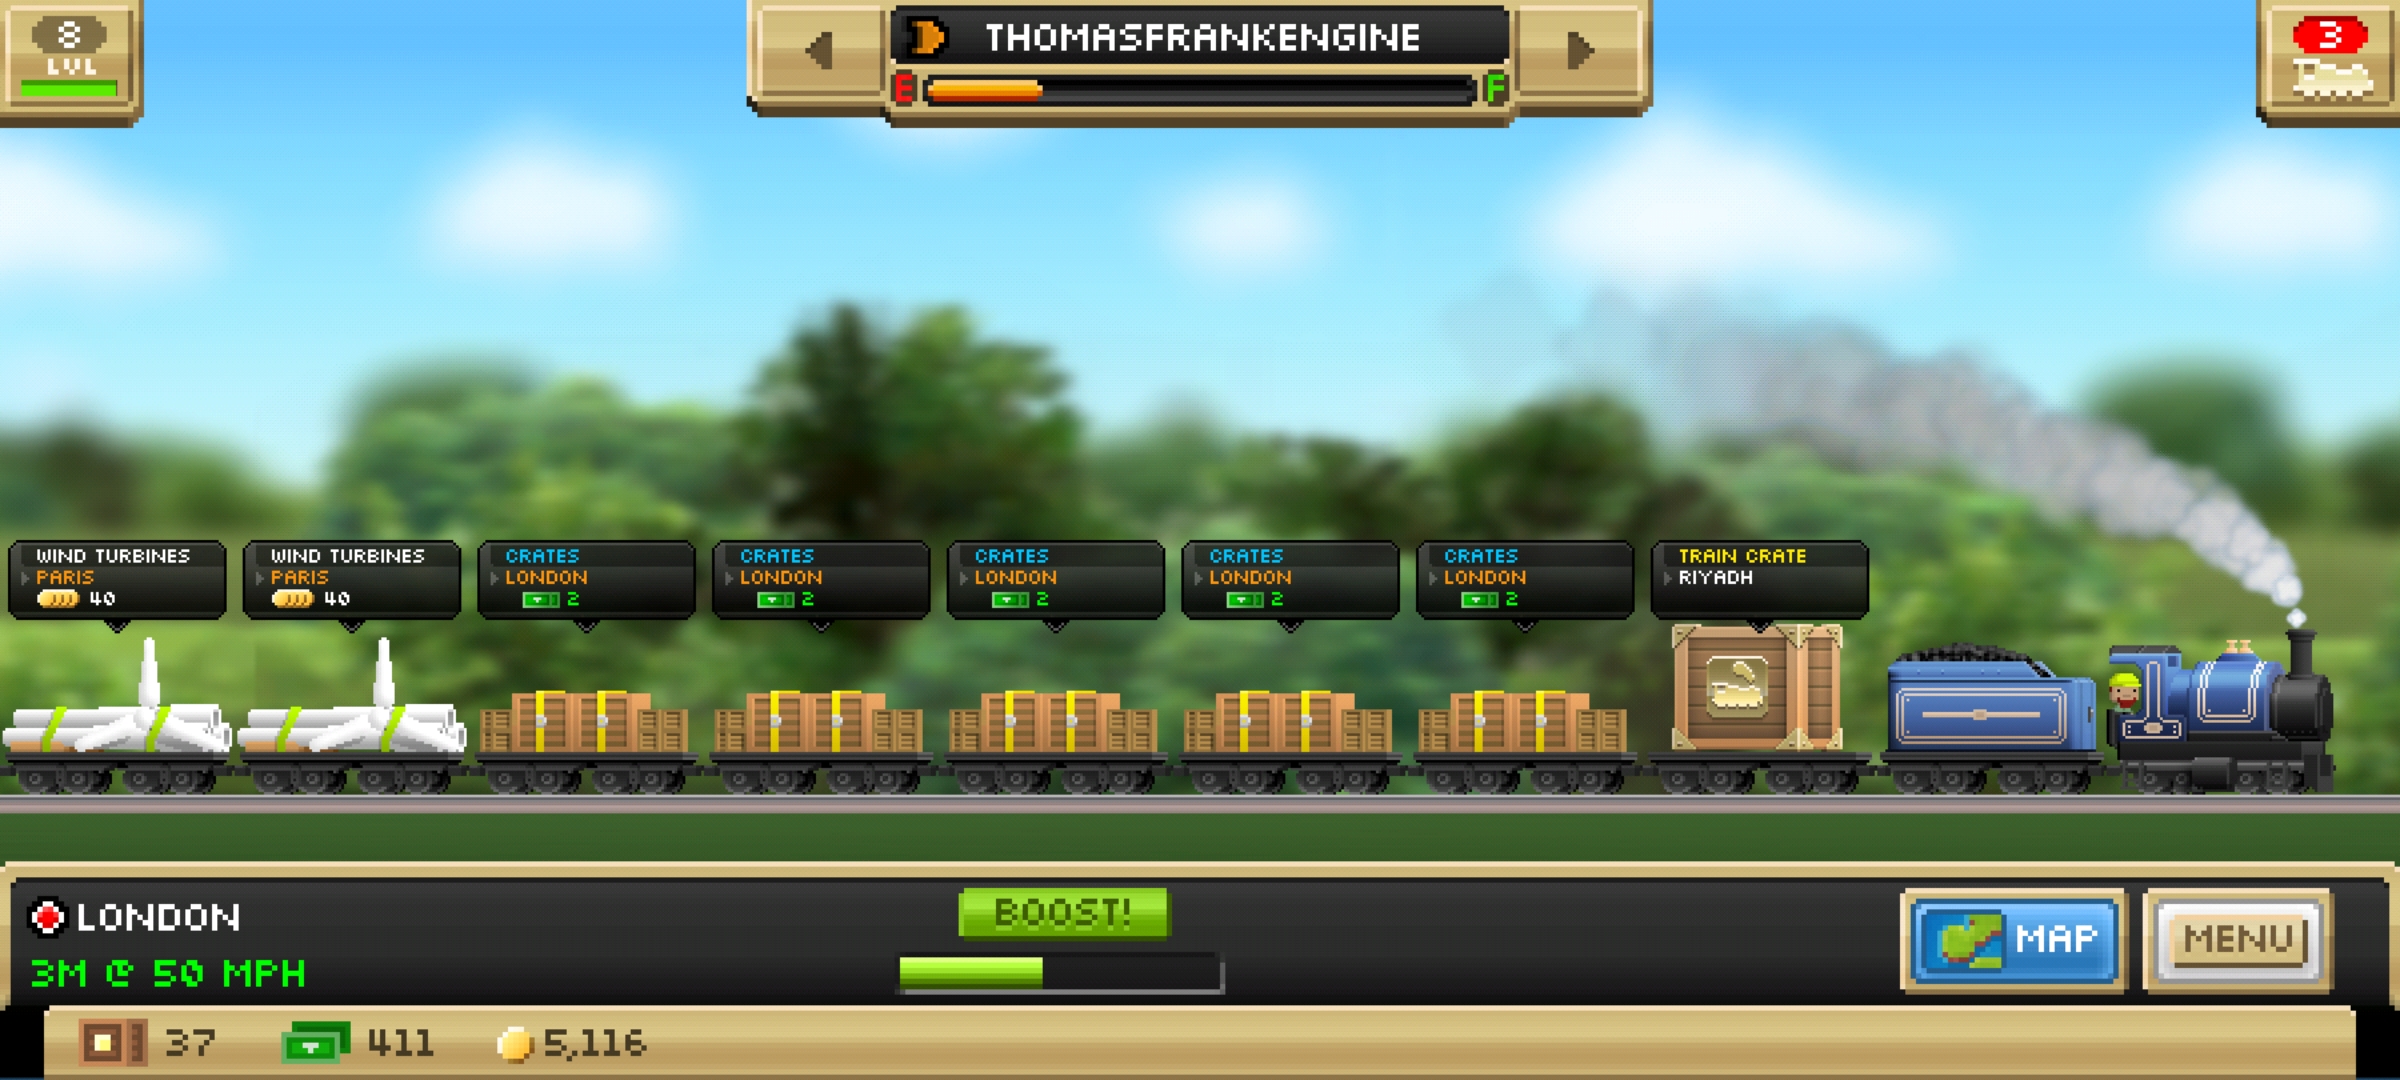 8
LVL
THOMASFRANKENGINE
E F
3
WIND TURBINES
PARIS
40
WIND TURBINES
PARIS
40
CRATES
LONDON
2
CRATES
LONDON
2
CRATES
LONDON
2
CRATES
LONDON
2
CRATES
LONDON
2
TRAIN CRATE
RIYADH
LONDON
3M @ 50 MPH
BOOST!
MAP
MENU
37
411
5,116